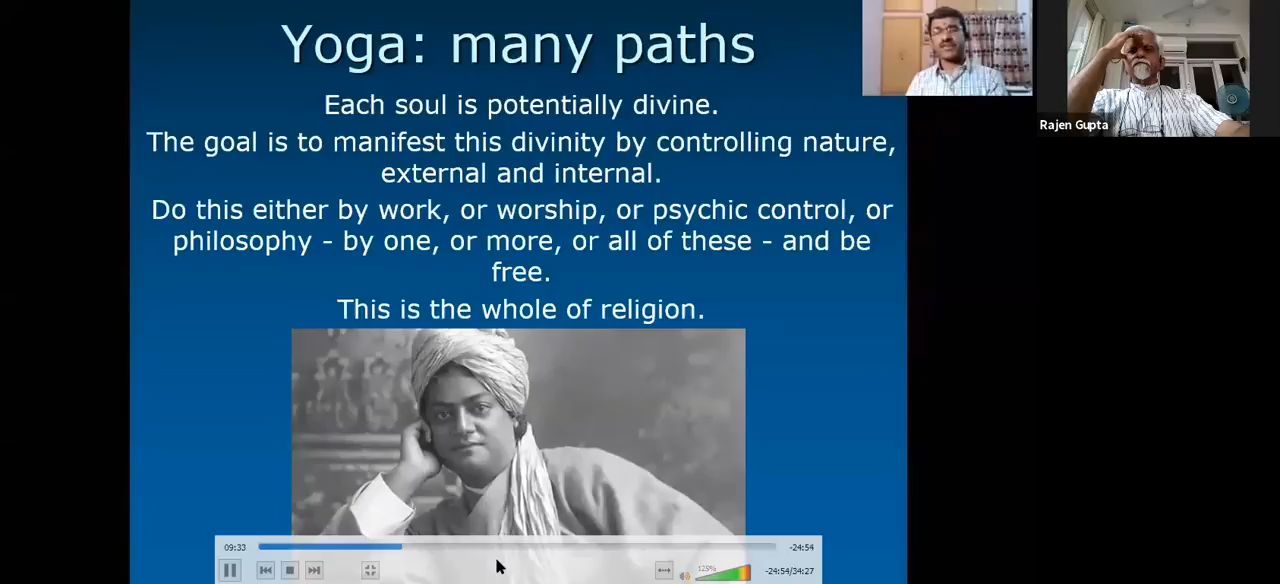 Yoga: many paths
Each soul is potentially divine.
The goal is to manifest this divinity by controlling nature,
external and internal.
Do this either by work, or worship, or psychic control, or
philosophy - by one, or more, or all of these - and be
free.
This is the whole of religion.
Rajen Gupta
09:33
-24:54
125%
-24:54/34:27